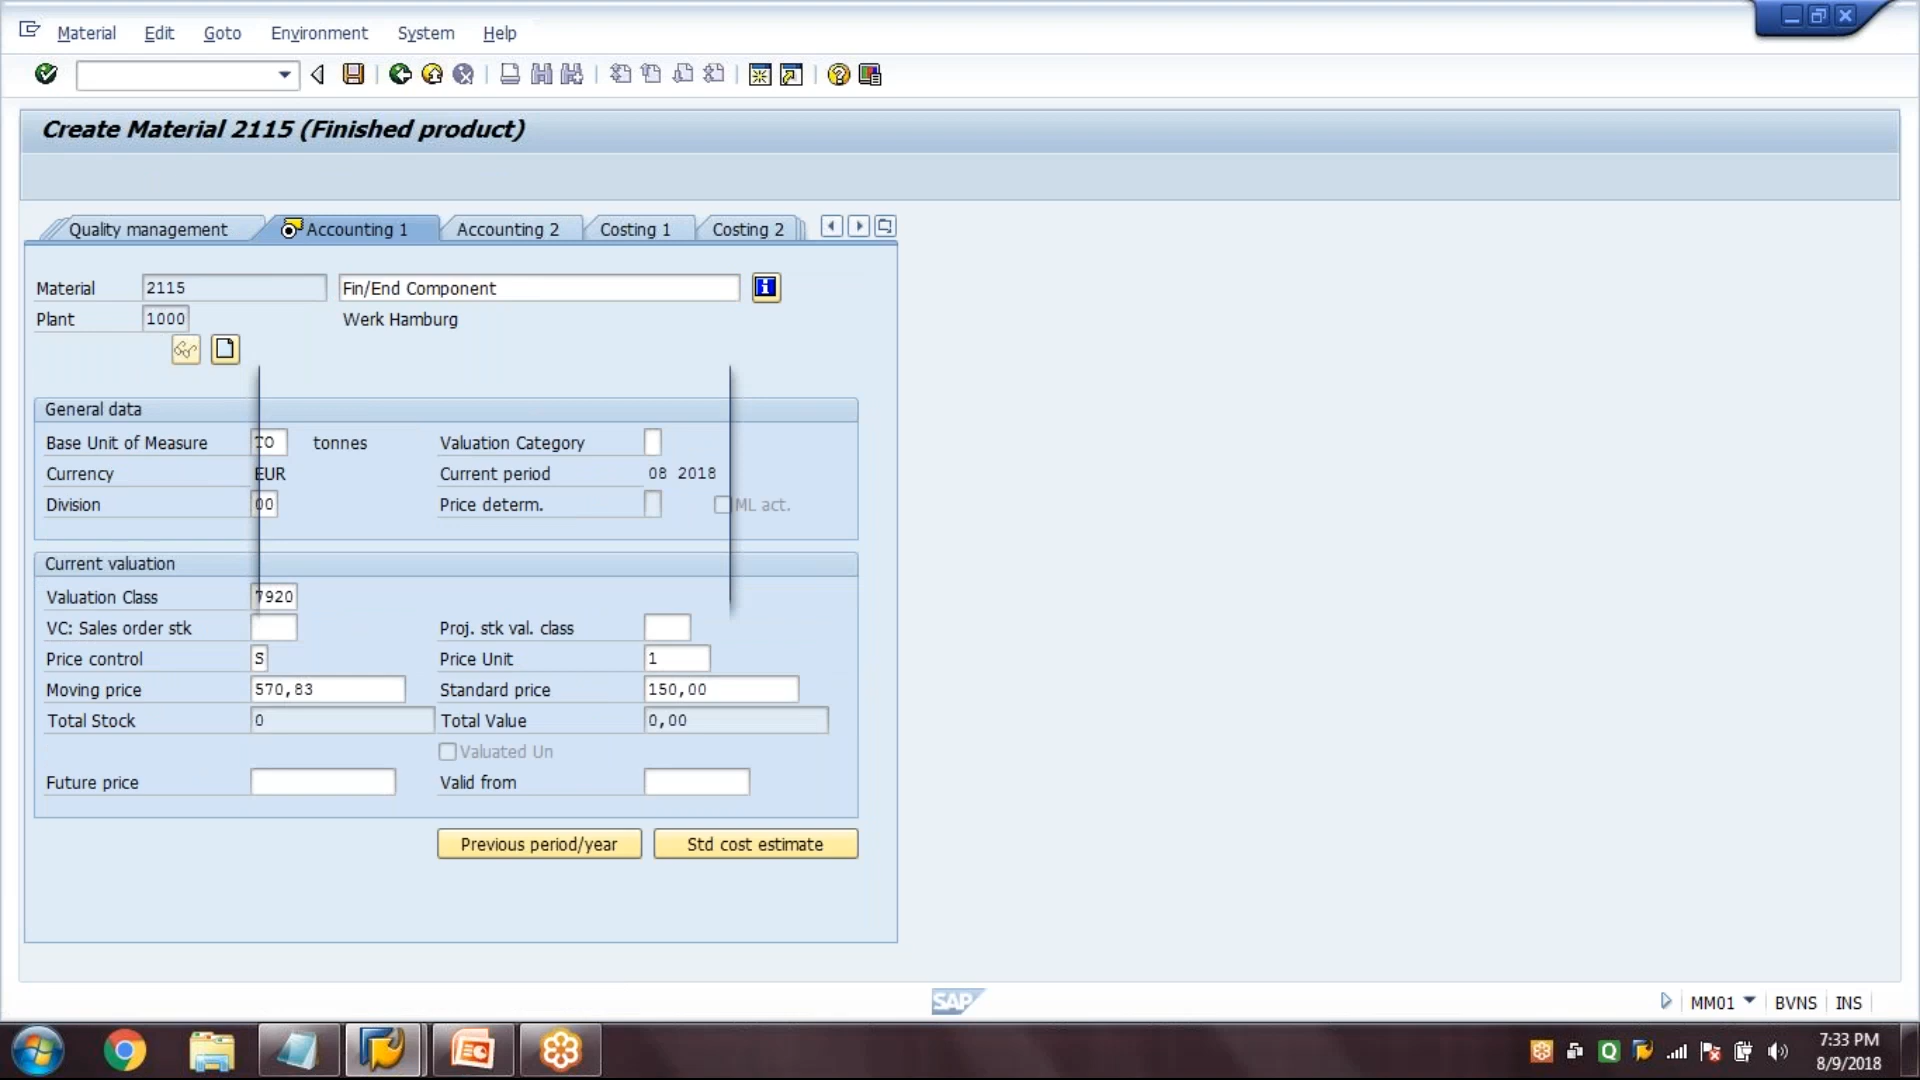 Material Edit Goto Environment System Help
Create Material 2115 (Finished product)
Quality management Accounting 1 Accounting 2 Costing 1 Costing 2
Material 2115 Fin/End Component
Plant 1000 Werk Hamburg
General data
Base Unit of Measure TO tonnes Valuation Category
Currency EUR Current period 08 2018
Division 00 Price determ. ML act.
Current valuation
Valuation Class 7920
VC: Sales order stk Proj. stk val. class
Price control S Price Unit 1
Moving price 570,83 Standard price 150,00
Total Stock 0 Total Value 0,00
Valuated Un
Future price Valid from
Previous period/year Std cost estimate
SAP MM01 BVNS INS
7:33 PM
8/9/2018